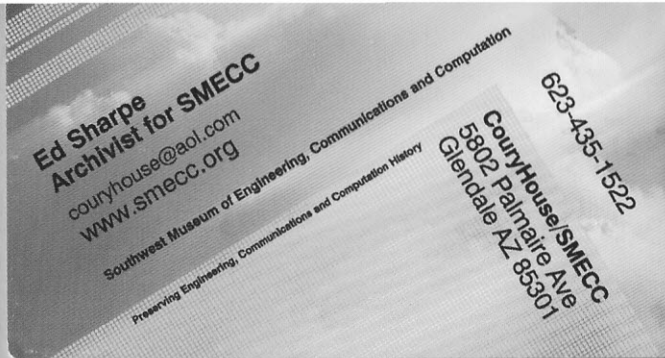 Ed Sharpe
Archivist for SMECC
couryhouse@aol.com
www.smecc.org
Southwest Museum of Engineering, Communications and Computation
Preserving Engineering, Communications and Computation History
623-435-1522
CouryHouse/SMECC
5802 Palmaire Ave
Glendale AZ 85301